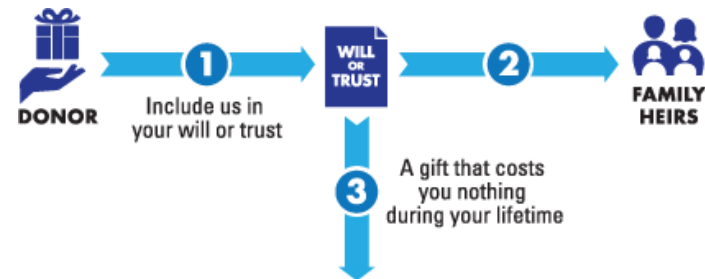 DONOR
1
Include us in
your will or trust
WILL
OR
TRUST
2
FAMILY
HEIRS
3
A gift that costs
you nothing
during your lifetime